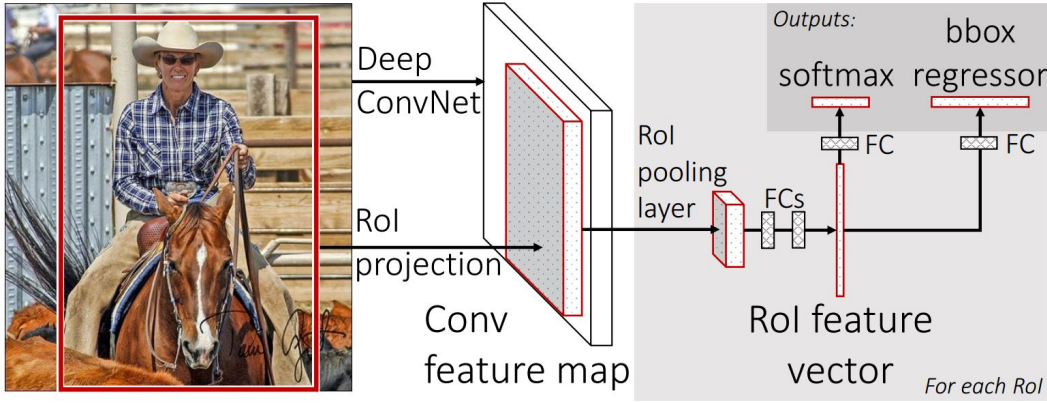 Deep
ConvNet
RoI
projection
Conv
feature map
RoI
pooling
layer
FCs
RoI feature
vector
Outputs:
softmax
bbox
regressor
FC
FC
For each RoI